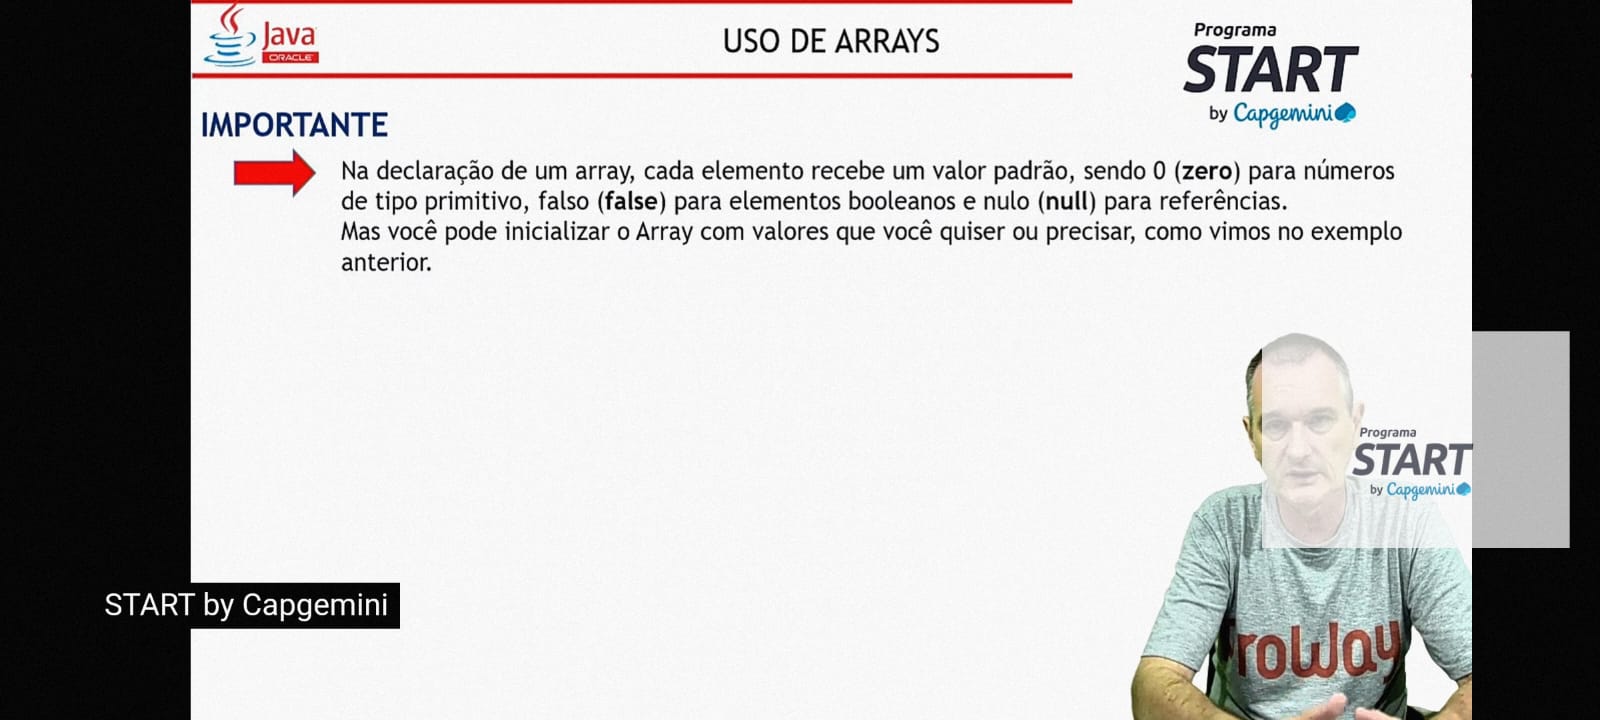 Java
ORACLE
USO DE ARRAYS
Programa
START
by Capgemini
IMPORTANTE
Na declaração de um array, cada elemento recebe um valor padrão, sendo 0 (zero) para números
de tipo primitivo, falso (false) para elementos booleanos e nulo (null) para referências.
Mas você pode inicializar o Array com valores que você quiser ou precisar, como vimos no exemplo
anterior.
Programa
START
by Capgemini
START by Capgemini
roWay